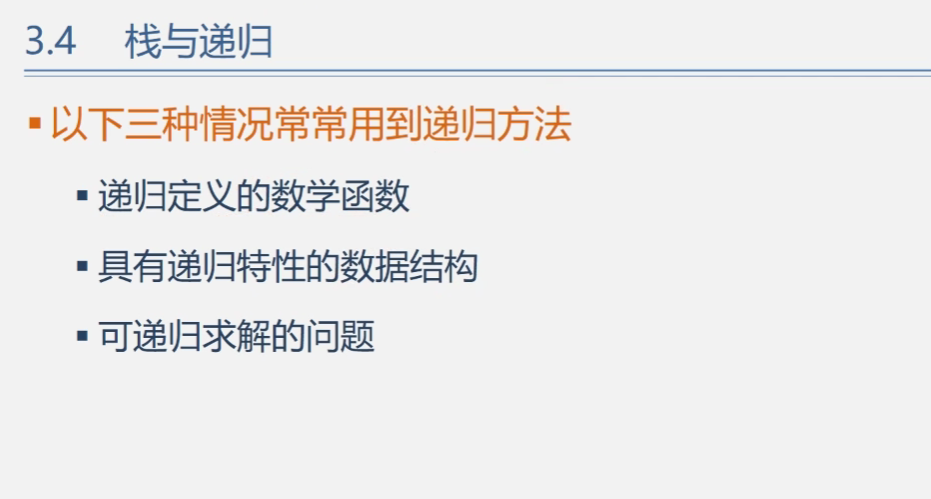 3.4 栈与递归
▪以下三种情况常常用到递归方法
▪递归定义的数学函数
▪具有递归特性的数据结构
▪可递归求解的问题